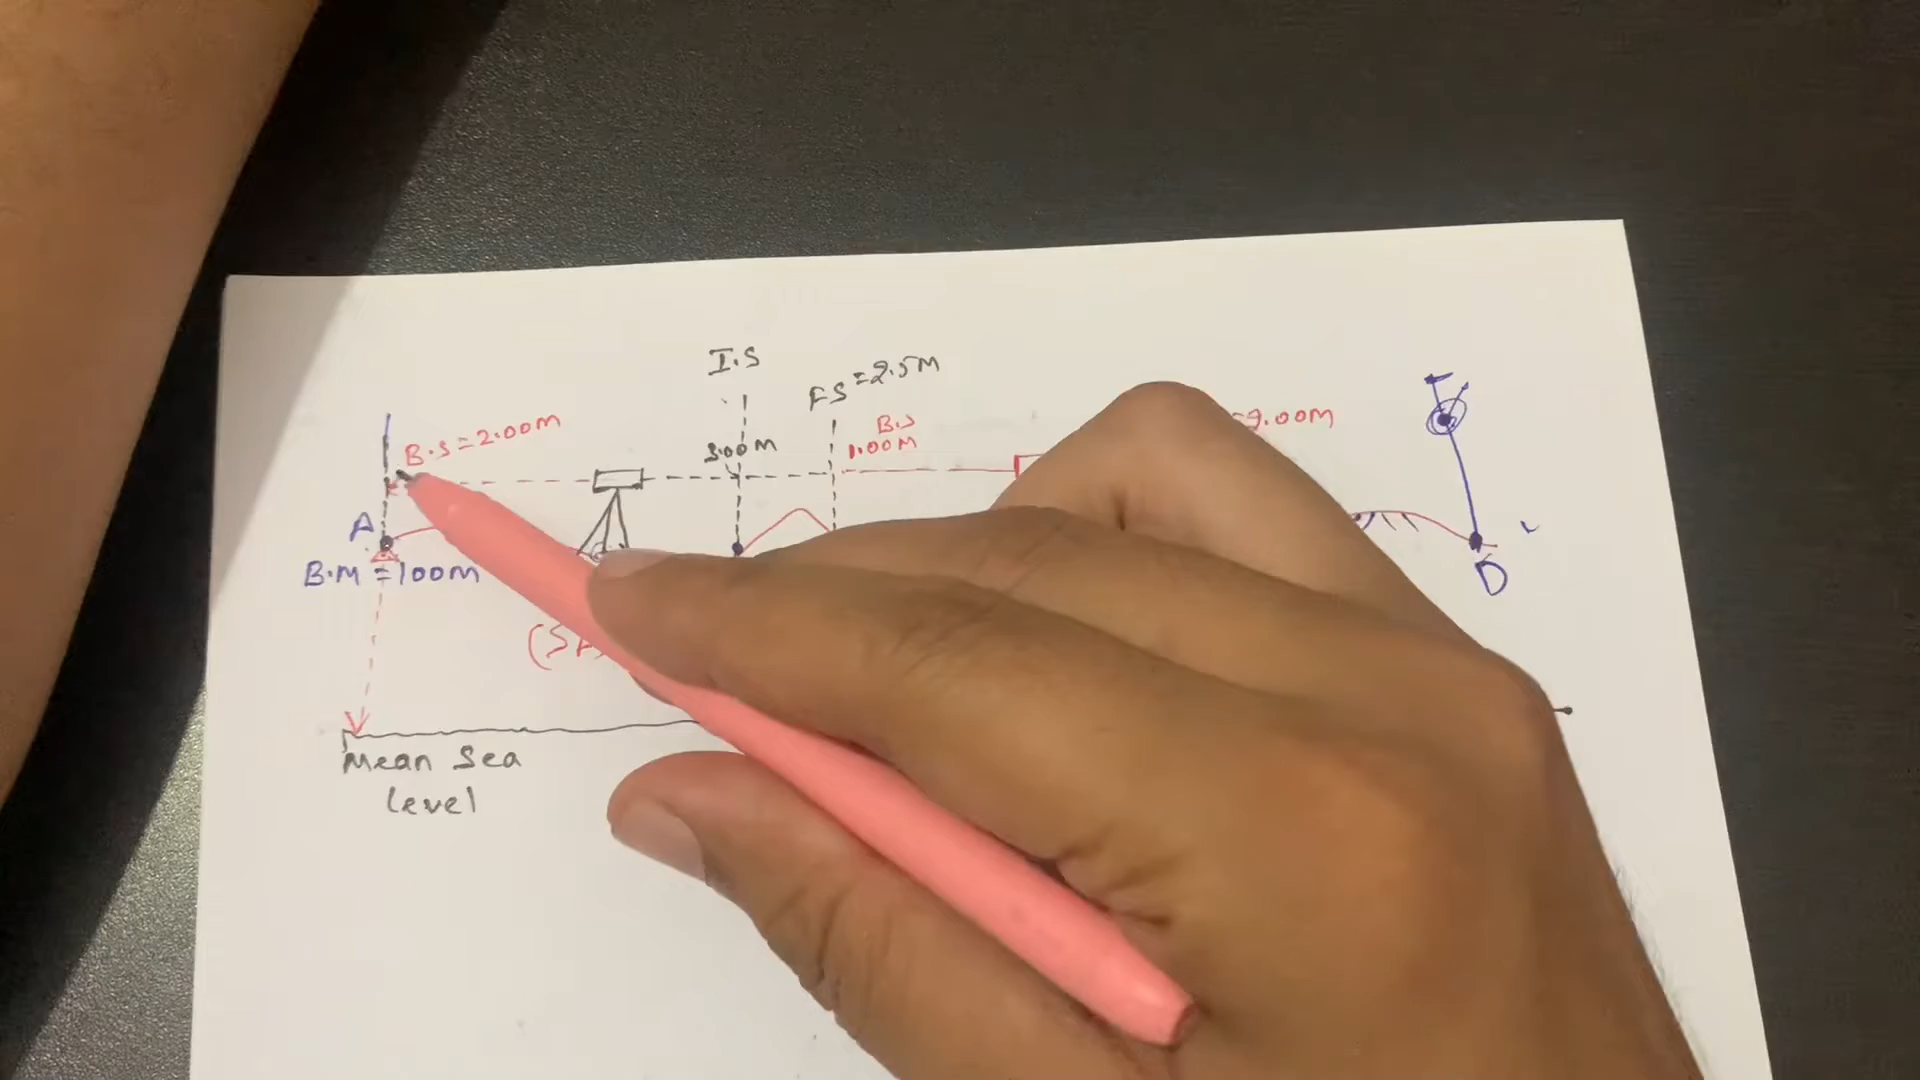 I.S
FS=2.5M
B.S=2.00M
3.00M
B.S
1.00M
=9.00M
A
B.M=100M
D
Mean Sea
level